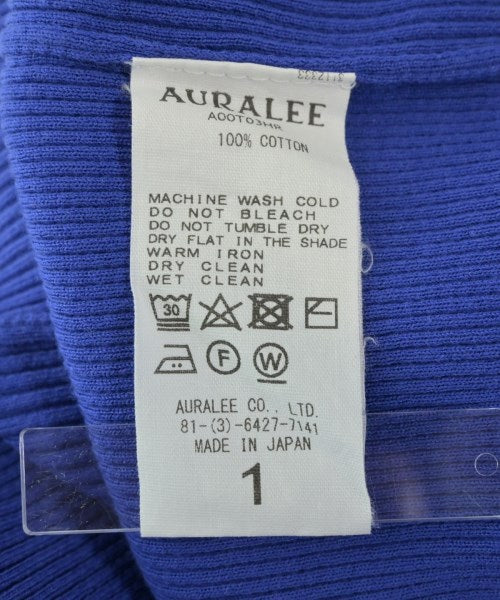 AURALEE
A00T03MR
100% COTTON
MACHINE WASH COLD
DO NOT BLEACH
DO NOT TUMBLE DRY
DRY FLAT IN THE SHADE
WARM IRON
DRY CLEAN
WET CLEAN
30
F W
AURALEE CO., LTD.
81-(3)-6427-7141
MADE IN JAPAN
1